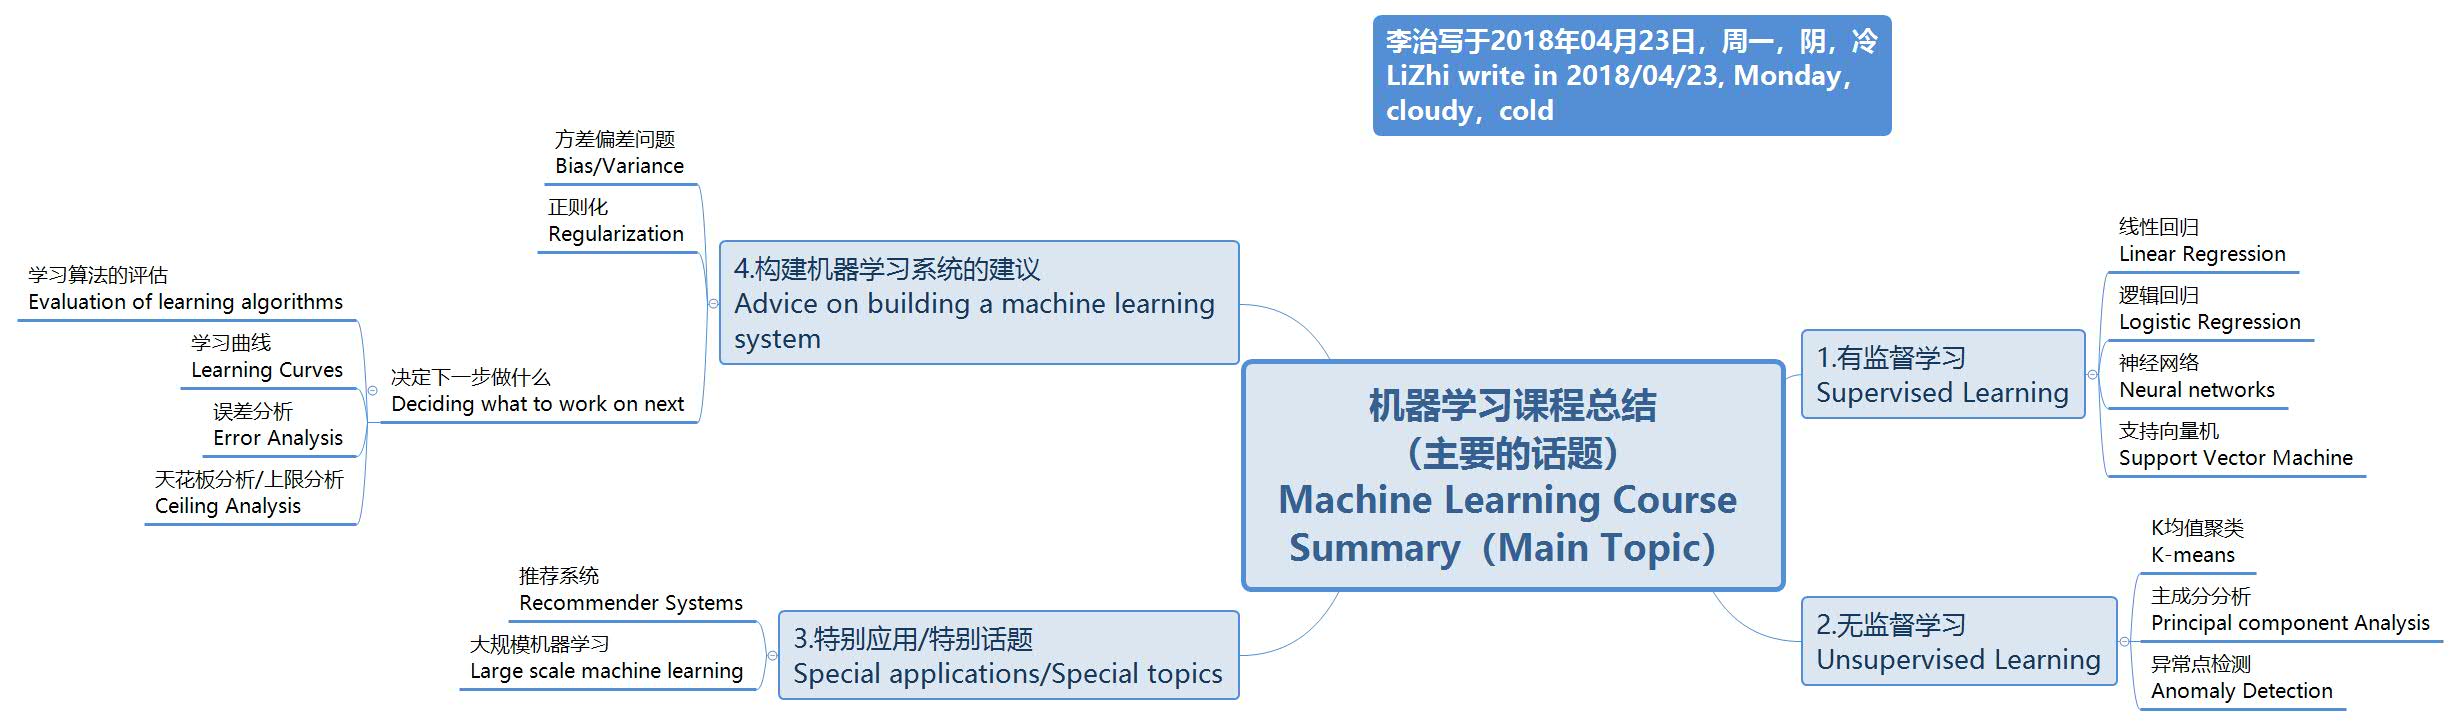 李治写于2018年04月23日，周一，阴，冷
LiZhi write in 2018/04/23, Monday，
cloudy，cold
机器学习课程总结
（主要的话题）
Machine Learning Course
Summary（Main Topic）
1.有监督学习
Supervised Learning
线性回归
Linear Regression
逻辑回归
Logistic Regression
神经网络
Neural networks
支持向量机
Support Vector Machine
2.无监督学习
Unsupervised Learning
K均值聚类
K-means
主成分分析
Principal component Analysis
异常点检测
Anomaly Detection
3.特别应用/特别话题
Special applications/Special topics
推荐系统
Recommender Systems
大规模机器学习
Large scale machine learning
4.构建机器学习系统的建议
Advice on building a machine learning
system
方差偏差问题
Bias/Variance
正则化
Regularization
决定下一步做什么
Deciding what to work on next
学习算法的评估
Evaluation of learning algorithms
学习曲线
Learning Curves
误差分析
Error Analysis
天花板分析/上限分析
Ceiling Analysis